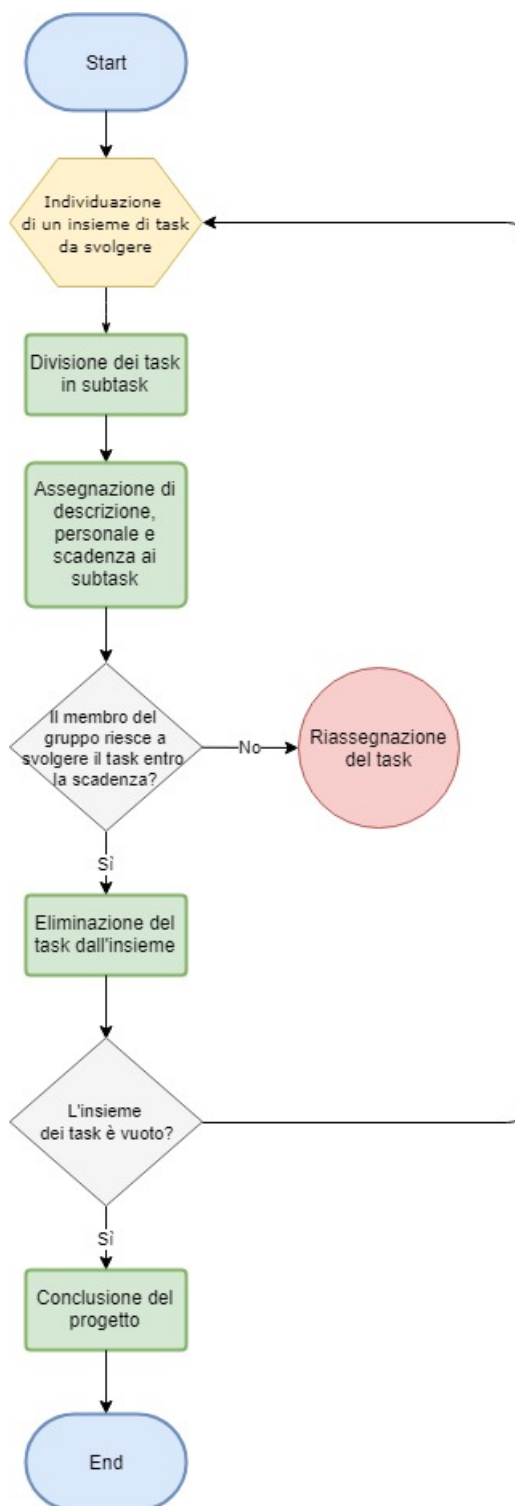 Start
Individuazione
di un insieme di task
da svolgere
Divisione dei task
in subtask
Assegnazione di
descrizione,
personale e
scadenza ai
subtask
Il membro del
gruppo riesce a
svolgere il task entro
la scadenza?
No
Riassegnazione
del task
Sì
Eliminazione del
task dall'insieme
L'insieme
dei task è vuoto?
Sì
Conclusione del
progetto
End